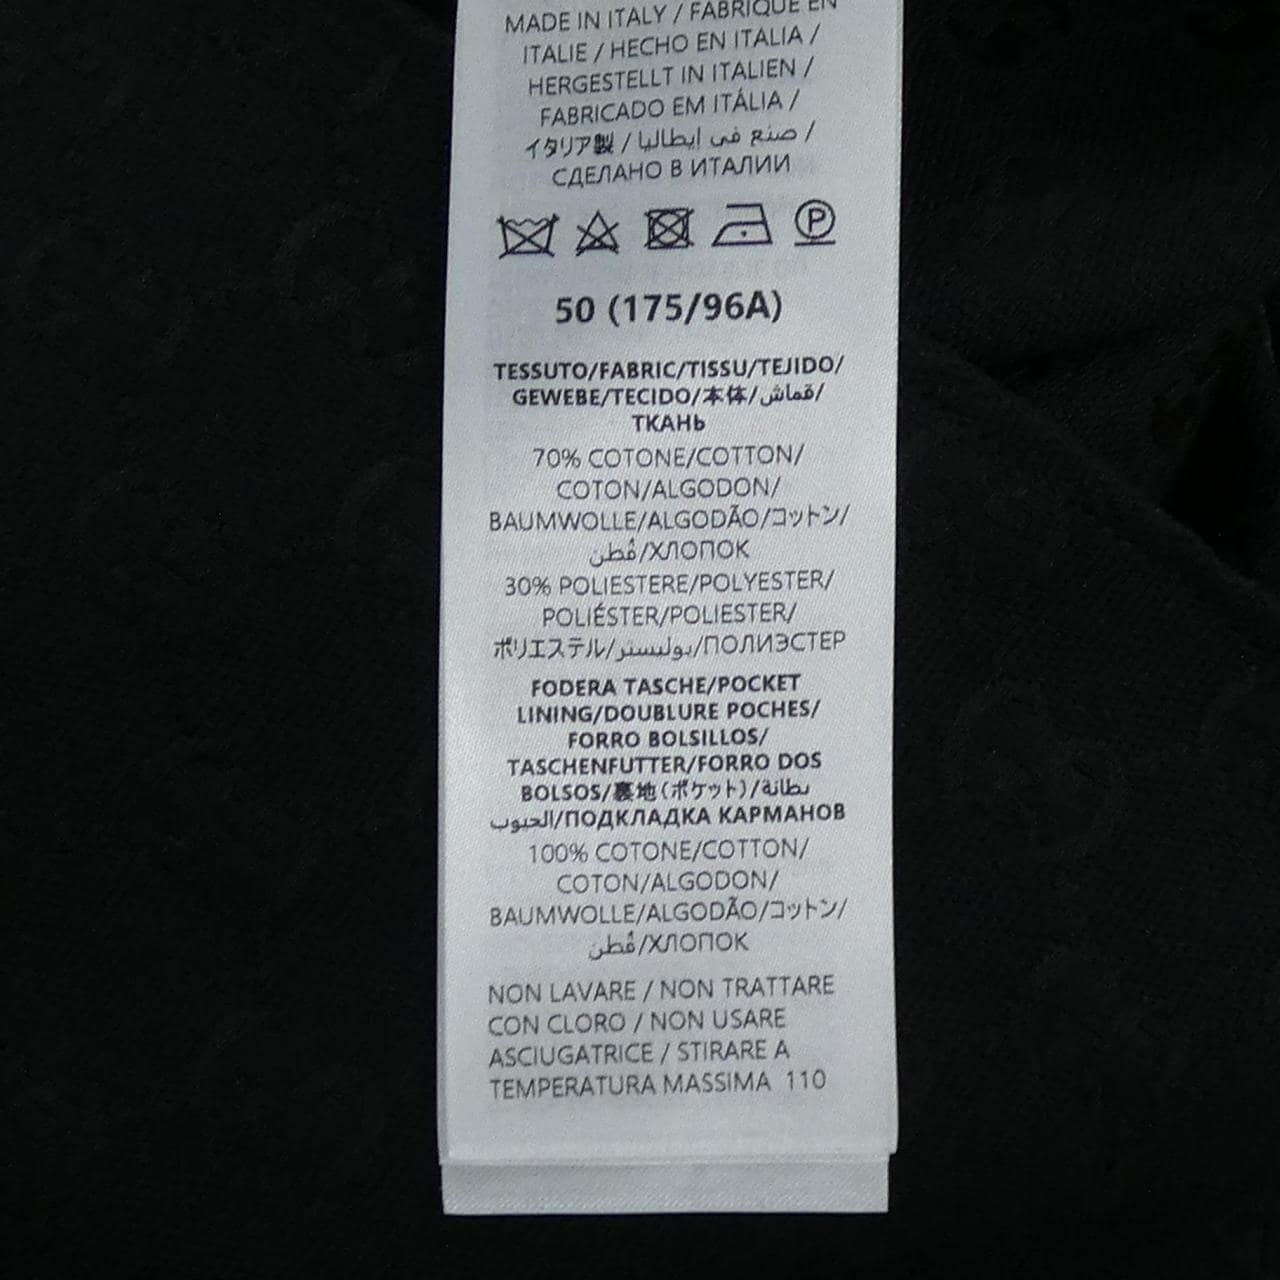 MADE IN ITALY / FABRIQUÉ EN
ITALIE / HECHO EN ITALIA /
HERGESTELLT IN ITALIEN /
FABRICADO EM ITÁLIA /
イタリア製 / صنع في إيطاليا /
СДЕЛАНО В ИТАЛИИ
P
50 (175/96A)
TESSUTO/FABRIC/TISSU/TEJIDO/
GEWEBE/TECIDO/本体/قماش/
ТКАНЬ
70% COTONE/COTTON/
COTON/ALGODON/
BAUMWOLLE/ALGODÃO/コットン/
قُطن/ХЛОПОК
30% POLIESTERE/POLYESTER/
POLIÉSTER/POLIESTER/
ポリエステル/بوليستر/ПОЛИЭСТЕР
FODERA TASCHE/POCKET
LINING/DOUBLURE POCHES/
FORRO BOLSILLOS/
TASCHENFUTTER/FORRO DOS
BOLSOS/裏地(ポケット)/بطانة
الجيوب/ПОДКЛАДКА КАРМАНОВ
100% COTONE/COTTON/
COTON/ALGODON/
BAUMWOLLE/ALGODÃO/コットン/
قُطن/ХЛОПОК
NON LAVARE / NON TRATTARE
CON CLORO / NON USARE
ASCIUGATRICE / STIRARE A
TEMPERATURA MASSIMA 110